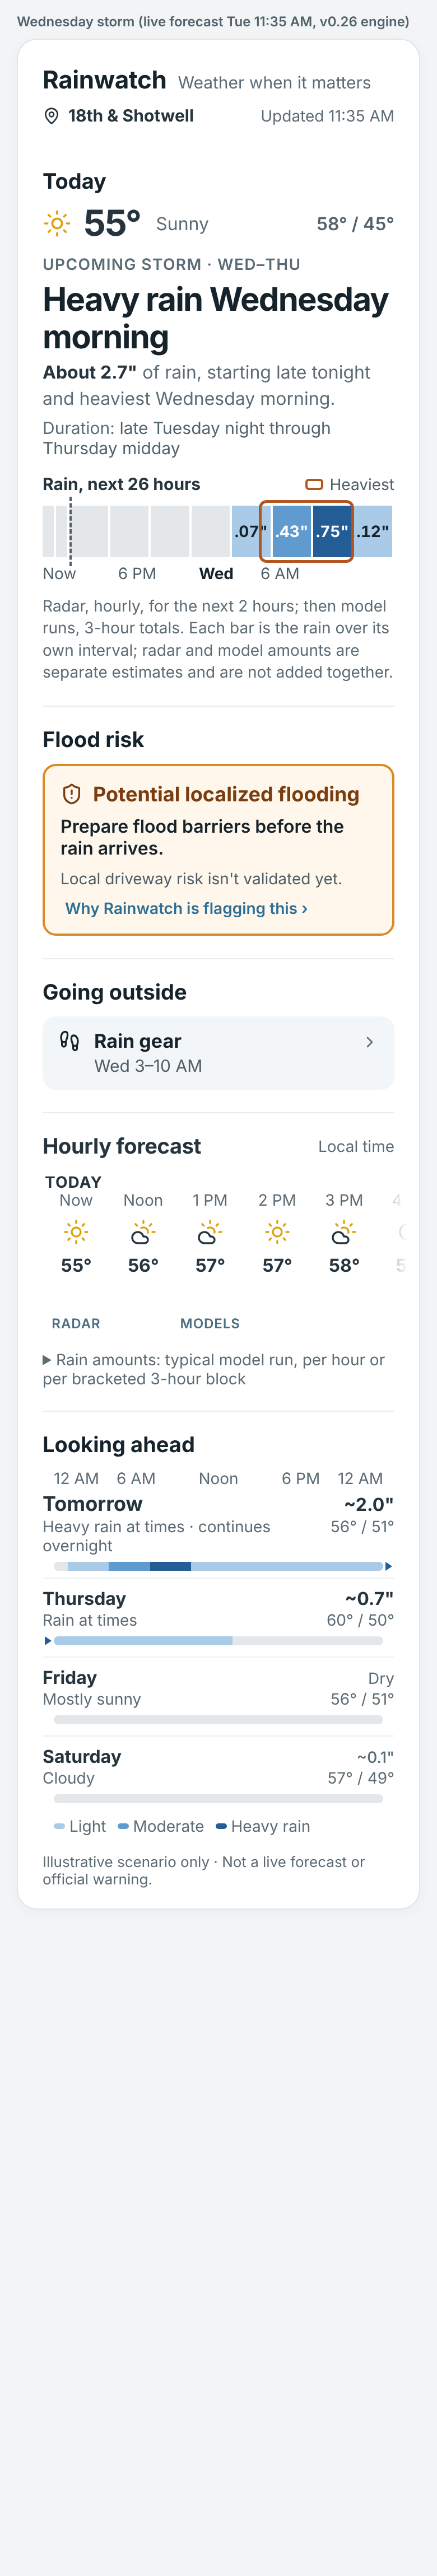 Wednesday storm (live forecast Tue 11:35 AM, v0.26 engine)
Rainwatch Weather when it matters
18th & Shotwell Updated 11:35 AM
Today
55° Sunny 58° / 45°
UPCOMING STORM · WED–THU
Heavy rain Wednesday
morning
About 2.7" of rain, starting late tonight
and heaviest Wednesday morning.
Duration: late Tuesday night through
Thursday midday
Rain, next 26 hours Heaviest
.07" .43" .75" .12"
Now 6 PM Wed 6 AM
Radar, hourly, for the next 2 hours; then model
runs, 3-hour totals. Each bar is the rain over its
own interval; radar and model amounts are
separate estimates and are not added together.
Flood risk
Potential localized flooding
Prepare flood barriers before the
rain arrives.
Local driveway risk isn't validated yet.
Why Rainwatch is flagging this ›
Going outside
Rain gear
Wed 3–10 AM
Hourly forecast Local time
TODAY
Now Noon 1 PM 2 PM 3 PM 4
55° 56° 57° 57° 58° 5
RADAR MODELS
▶ Rain amounts: typical model run, per hour or
per bracketed 3-hour block
Looking ahead
12 AM 6 AM Noon 6 PM 12 AM
Tomorrow ~2.0"
Heavy rain at times · continues 56° / 51°
overnight
Thursday ~0.7"
Rain at times 60° / 50°
Friday Dry
Mostly sunny 56° / 51°
Saturday ~0.1"
Cloudy 57° / 49°
Light Moderate Heavy rain
Illustrative scenario only · Not a live forecast or
official warning.